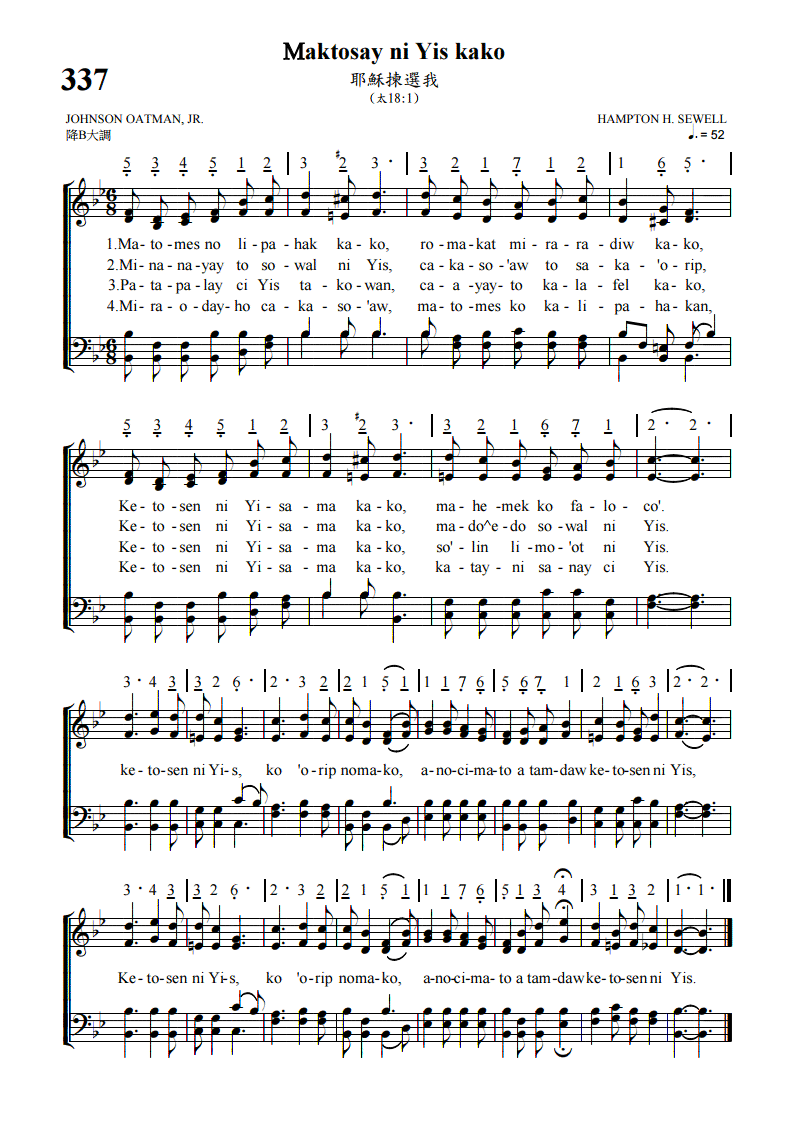 Maktosay ni Yis kako
337
耶穌揀選我
(太18:1)
JOHNSON OATMAN, JR.
HAMPTON H. SEWELL
降B大調
♩. = 52
5 3 4 5 1 2 | 3 #2 3 · | 3 2 1 7 1 2 | 1 6 5 ·
1.Ma-to-mes no li-pa-hak ka-ko, ro-ma-kat mi-ra-ra-diw ka-ko,
2.Mi-na-na-yay to so-wal ni Yis, ca-ka-so-'aw to sa-ka-'o-rip,
3.Pa-ta-pa-lay ci Yis ta-ko-wan, ca-a-yay-to ka-la-fel ka-ko,
4.Mi-ra-o-day-ho ca-ka-so-'aw, ma-to-mes ko ka-li-pa-ha-kan,
5 3 4 5 1 2 | 3 #2 3 · | 3 2 1 6 7 1 | 2 · 2 ·
Ke-to-sen ni Yi-sa-ma ka-ko, ma-he-mek ko fa-lo-co'.
Ke-to-sen ni Yi-sa-ma ka-ko, ma-do^e-do so-wal ni Yis.
Ke-to-sen ni Yi-sa-ma ka-ko, so'-lin li-mo-'ot ni Yis.
Ke-to-sen ni Yi-sa-ma ka-ko, ka-tay-ni sa-nay ci Yis.
3 · 4 3 | 3 2 6 · | 2 · 3 2 | 2 1 5 1 | 1 1 7 6 | 5 6 7 1 | 2 1 6 3 | 2 · 2 ·
ke-to-sen ni Yi-s, ko 'o-rip no-ma-ko, a-no-ci-ma-to a tam-daw ke-to-sen ni Yis,
3 · 4 3 | 3 2 6 · | 2 · 3 2 | 2 1 5 1 | 1 1 7 6 | 5 1 3 4 | 3 1 3 2 | 1 · 1 ·
Ke-to-sen ni Yi-s, ko 'o-rip no-ma-ko, a-no-ci-ma-to a tam-daw ke-to-sen ni Yis.